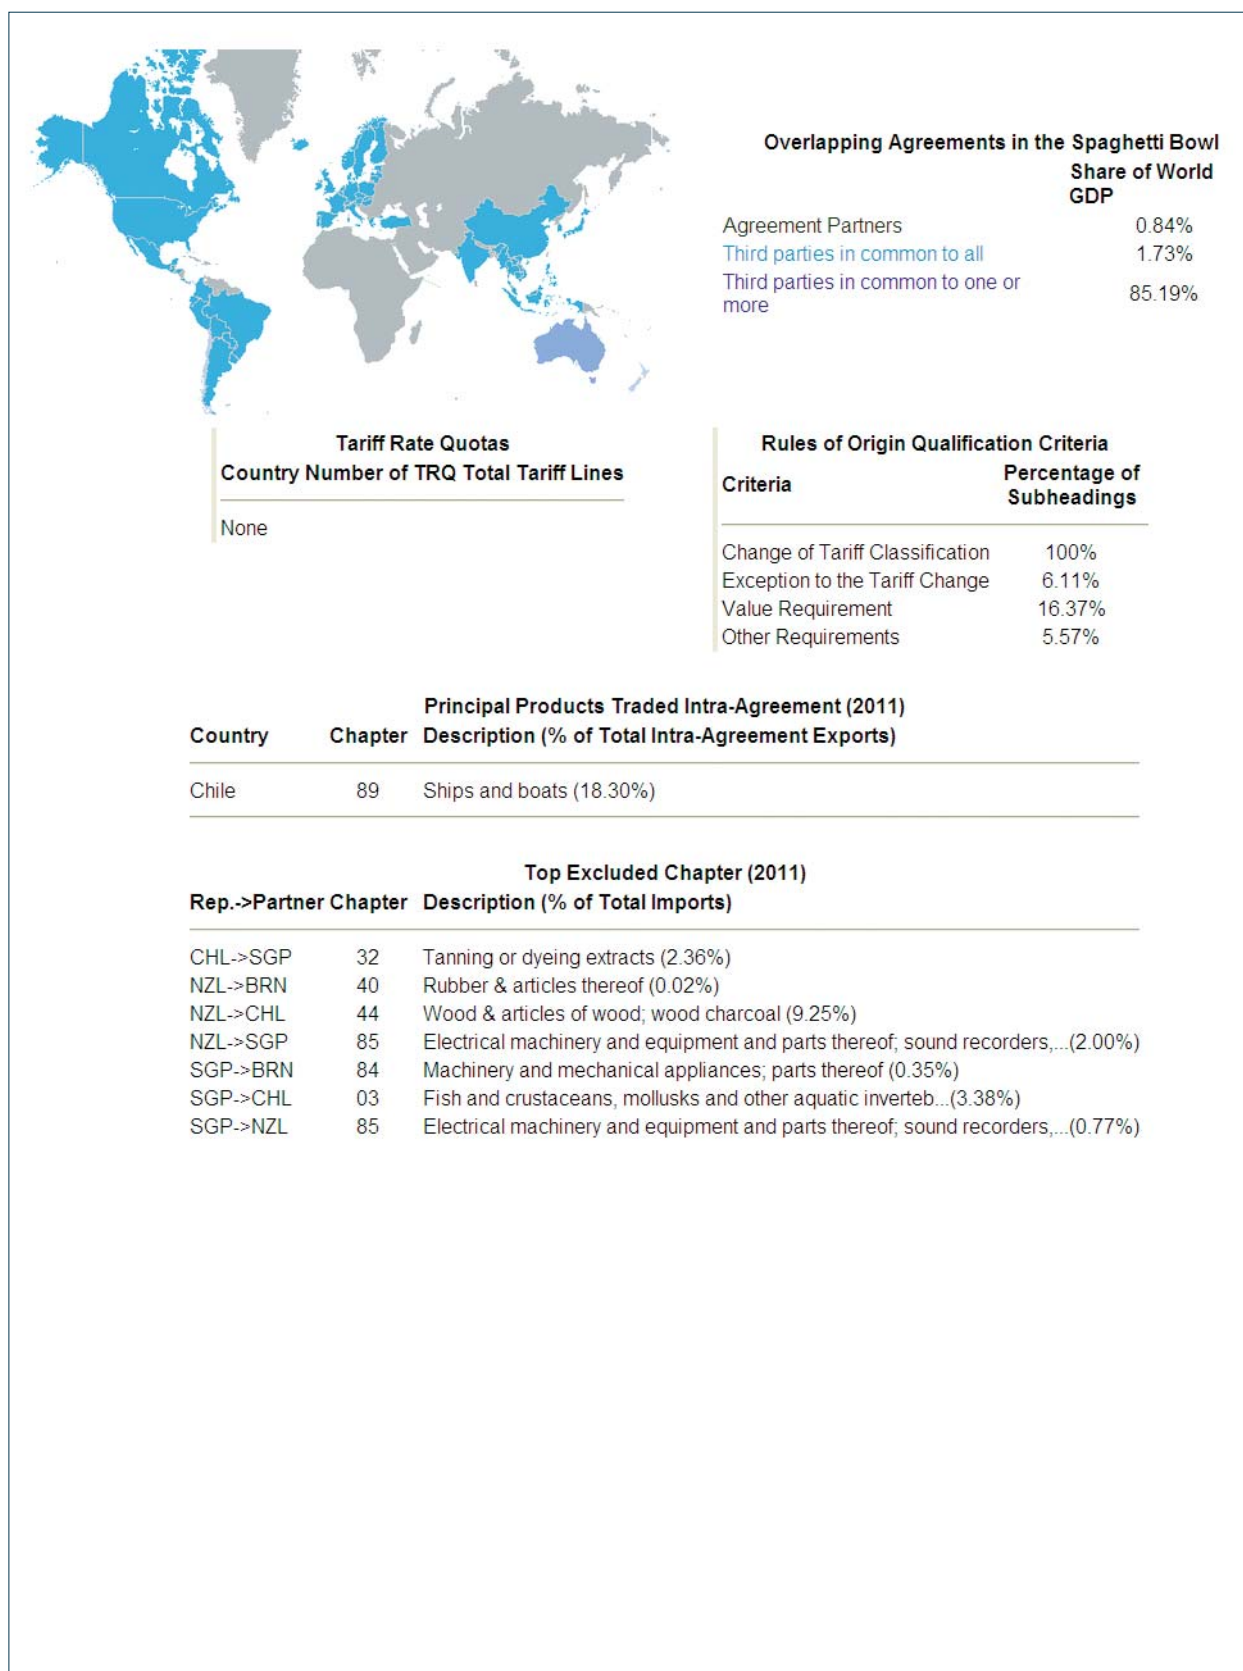 Overlapping Agreements in the Spaghetti Bowl
Share of World
GDP
Agreement Partners 0.84%
Third parties in common to all 1.73%
Third parties in common to one or
more 85.19%
Tariff Rate Quotas
Country Number of TRQ Total Tariff Lines
None
Rules of Origin Qualification Criteria
Criteria Percentage of
Subheadings
Change of Tariff Classification 100%
Exception to the Tariff Change 6.11%
Value Requirement 16.37%
Other Requirements 5.57%
Principal Products Traded Intra-Agreement (2011)
Country Chapter Description (% of Total Intra-Agreement Exports)
Chile 89 Ships and boats (18.30%)
Top Excluded Chapter (2011)
Rep.->Partner Chapter Description (% of Total Imports)
CHL->SGP 32 Tanning or dyeing extracts (2.36%)
NZL->BRN 40 Rubber & articles thereof (0.02%)
NZL->CHL 44 Wood & articles of wood; wood charcoal (9.25%)
NZL->SGP 85 Electrical machinery and equipment and parts thereof; sound recorders,...(2.00%)
SGP->BRN 84 Machinery and mechanical appliances; parts thereof (0.35%)
SGP->CHL 03 Fish and crustaceans, mollusks and other aquatic inverteb...(3.38%)
SGP->NZL 85 Electrical machinery and equipment and parts thereof; sound recorders,...(0.77%)